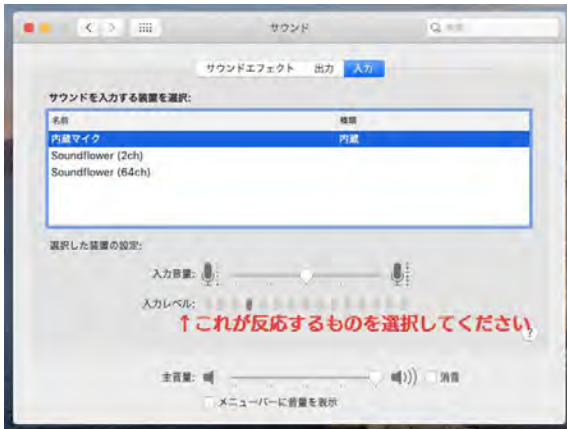 サウンド
検索
サウンドエフェクト 出力 入力
サウンドを入力する装置を選択:
名前 種類
内蔵マイク 内蔵
Soundflower (2ch)
Soundflower (64ch)
選択した装置の設定:
入力音量:
入力レベル:
↑これが反応するものを選択してください
?
主音量: 消音
メニューバーに音量を表示